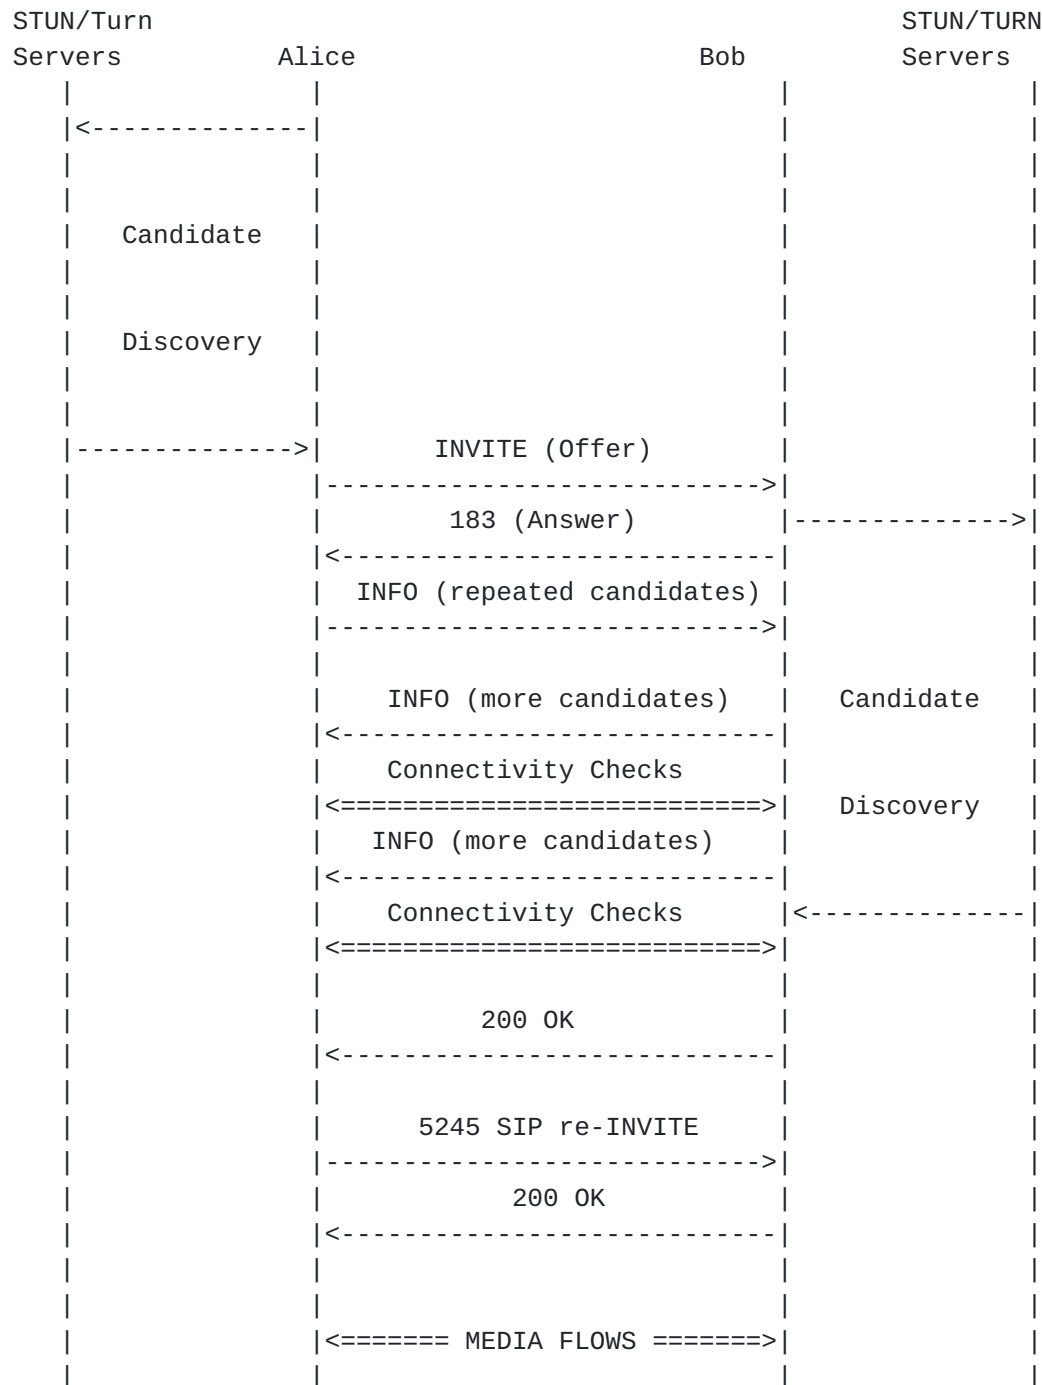 STUN/Turn STUN/TURN
Servers Alice Bob Servers
| | | |
|<--------------| | |
| | | |
| | | |
| Candidate | | |
| | | |
| | | |
| Discovery | | |
| | | |
| | | |
|-------------->| INVITE (Offer) | |
| |---------------------------->| |
| | 183 (Answer) |-------------->|
| |<----------------------------| |
| | INFO (repeated candidates) | |
| |---------------------------->| |
| | | |
| | INFO (more candidates) | Candidate |
| |<----------------------------| |
| | Connectivity Checks | |
| |<===========================>| Discovery |
| | INFO (more candidates) | |
| |<----------------------------| |
| | Connectivity Checks |<--------------|
| |<===========================>| |
| | | |
| | 200 OK | |
| |<----------------------------| |
| | | |
| | 5245 SIP re-INVITE | |
| |---------------------------->| |
| | 200 OK | |
| |<----------------------------| |
| | | |
| | | |
| |<======= MEDIA FLOWS =======>| |
| | | |